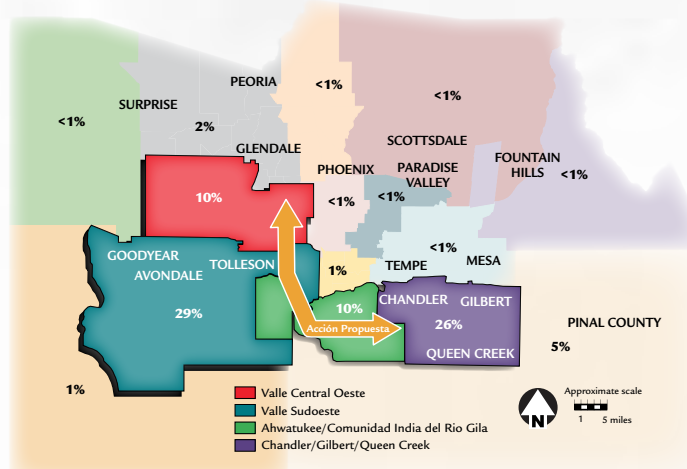 PEORIA
<1%
<1%
SURPRISE
<1%
2%
SCOTTSDALE
GLENDALE
PHOENIX
PARADISE
VALLEY
FOUNTAIN
HILLS
<1%
10%
<1%
<1%
GOODYEAR
AVONDALE
TOLLESON
<1%
MESA
TEMPE
1%
CHANDLER
GILBERT
10%
29%
26%
Acción Propuesta
PINAL COUNTY
5%
QUEEN CREEK
1%
Valle Central Oeste
Valle Sudoeste
Ahwatukee/Comunidad India del Rio Gila
Chandler/Gilbert/Queen Creek
N
Approximate scale
1 5 miles